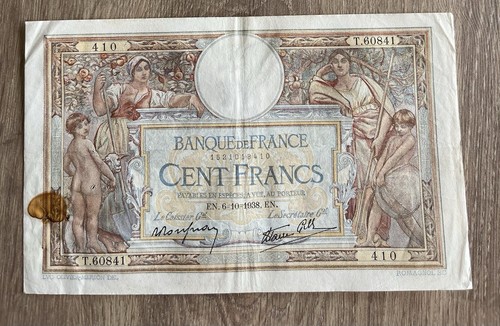 410
T.60841
BANQUE DE FRANCE
1521019410
CENT FRANCS
PAYABLES EN ESPÈCES, A VUE, AU PORTEUR
EN. 6-10-1938. EN.
Le Caissier Gal.
Le Secrétaire Gal.
T.60841
410